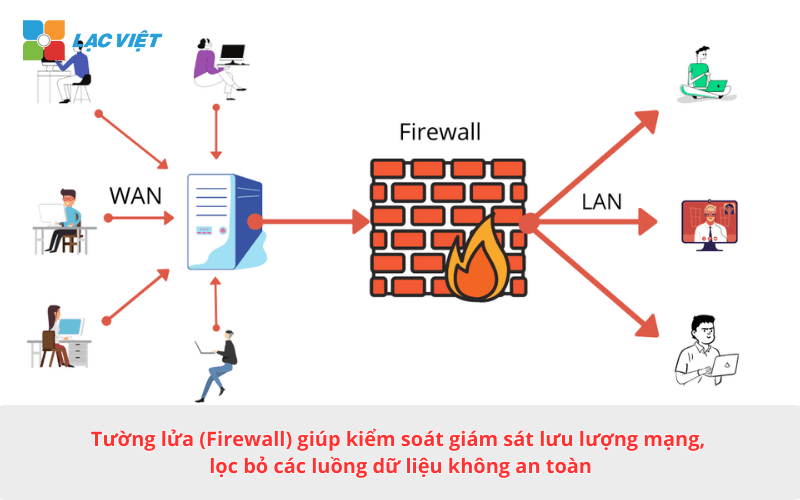 LẠC VIỆT
Firewall
WAN
LAN
Tường lửa (Firewall) giúp kiểm soát giám sát lưu lượng mạng,
lọc bỏ các luồng dữ liệu không an toàn